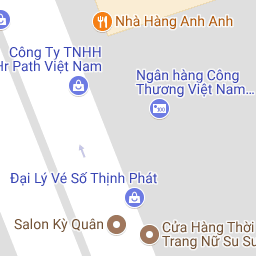 Nhà Hàng Anh Anh
Công Ty TNHH
Hr Path Việt Nam
Ngân hàng Công
Thương Việt Nam...
Đại Lý Vé Số Thịnh Phát
Salon Kỳ Quân
Cửa Hàng Thời
Trang Nữ Su Su